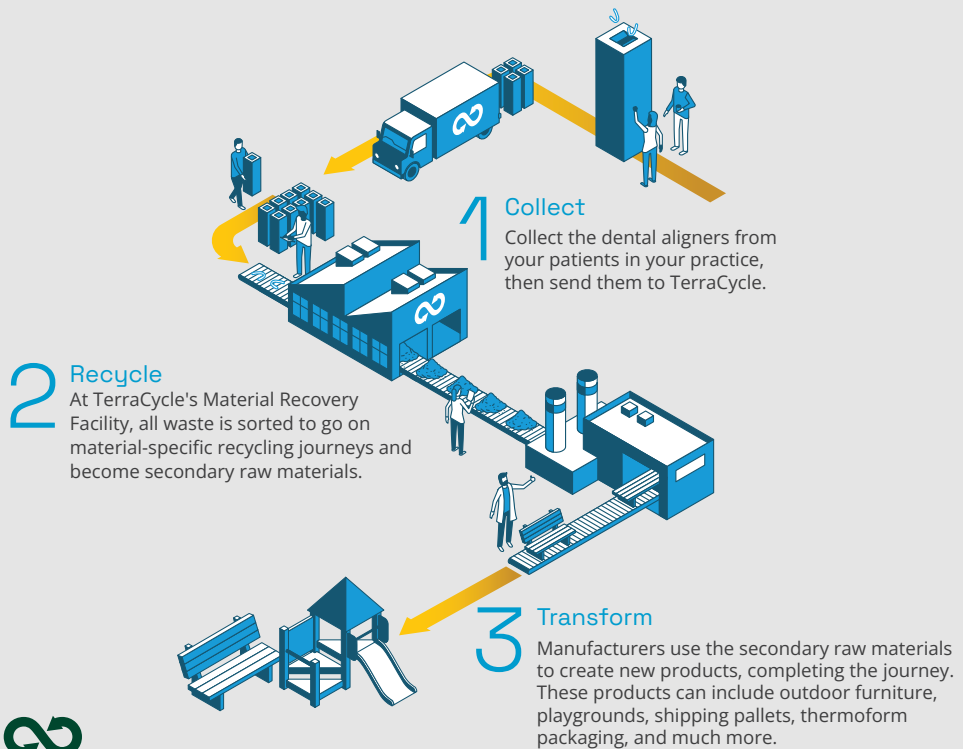 1 Collect
Collect the dental aligners from
your patients in your practice,
then send them to TerraCycle.
2 Recycle
At TerraCycle's Material Recovery
Facility, all waste is sorted to go on
material-specific recycling journeys and
become secondary raw materials.
3 Transform
Manufacturers use the secondary raw materials
to create new products, completing the journey.
These products can include outdoor furniture,
playgrounds, shipping pallets, thermoform
packaging, and much more.